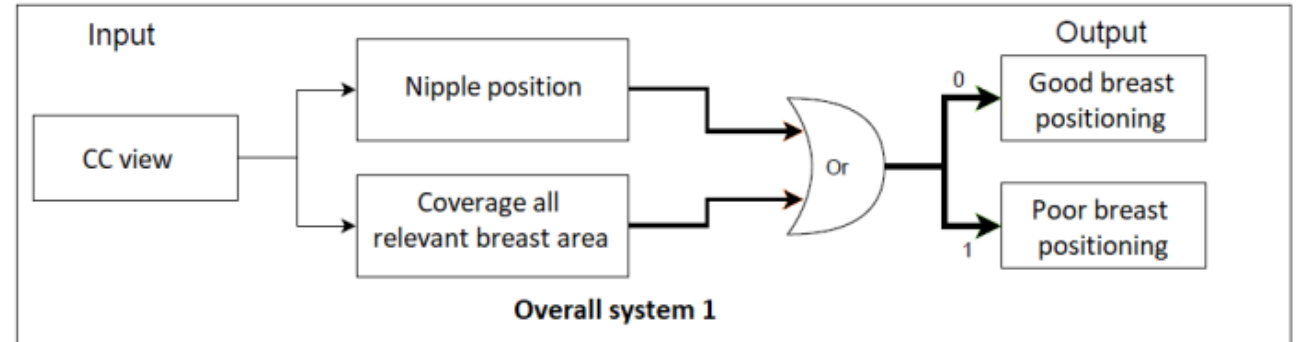 Input
Output
CC view
Nipple position
Coverage all
relevant breast area
Or
0
Good breast
positioning
1
Poor breast
positioning
Overall system 1